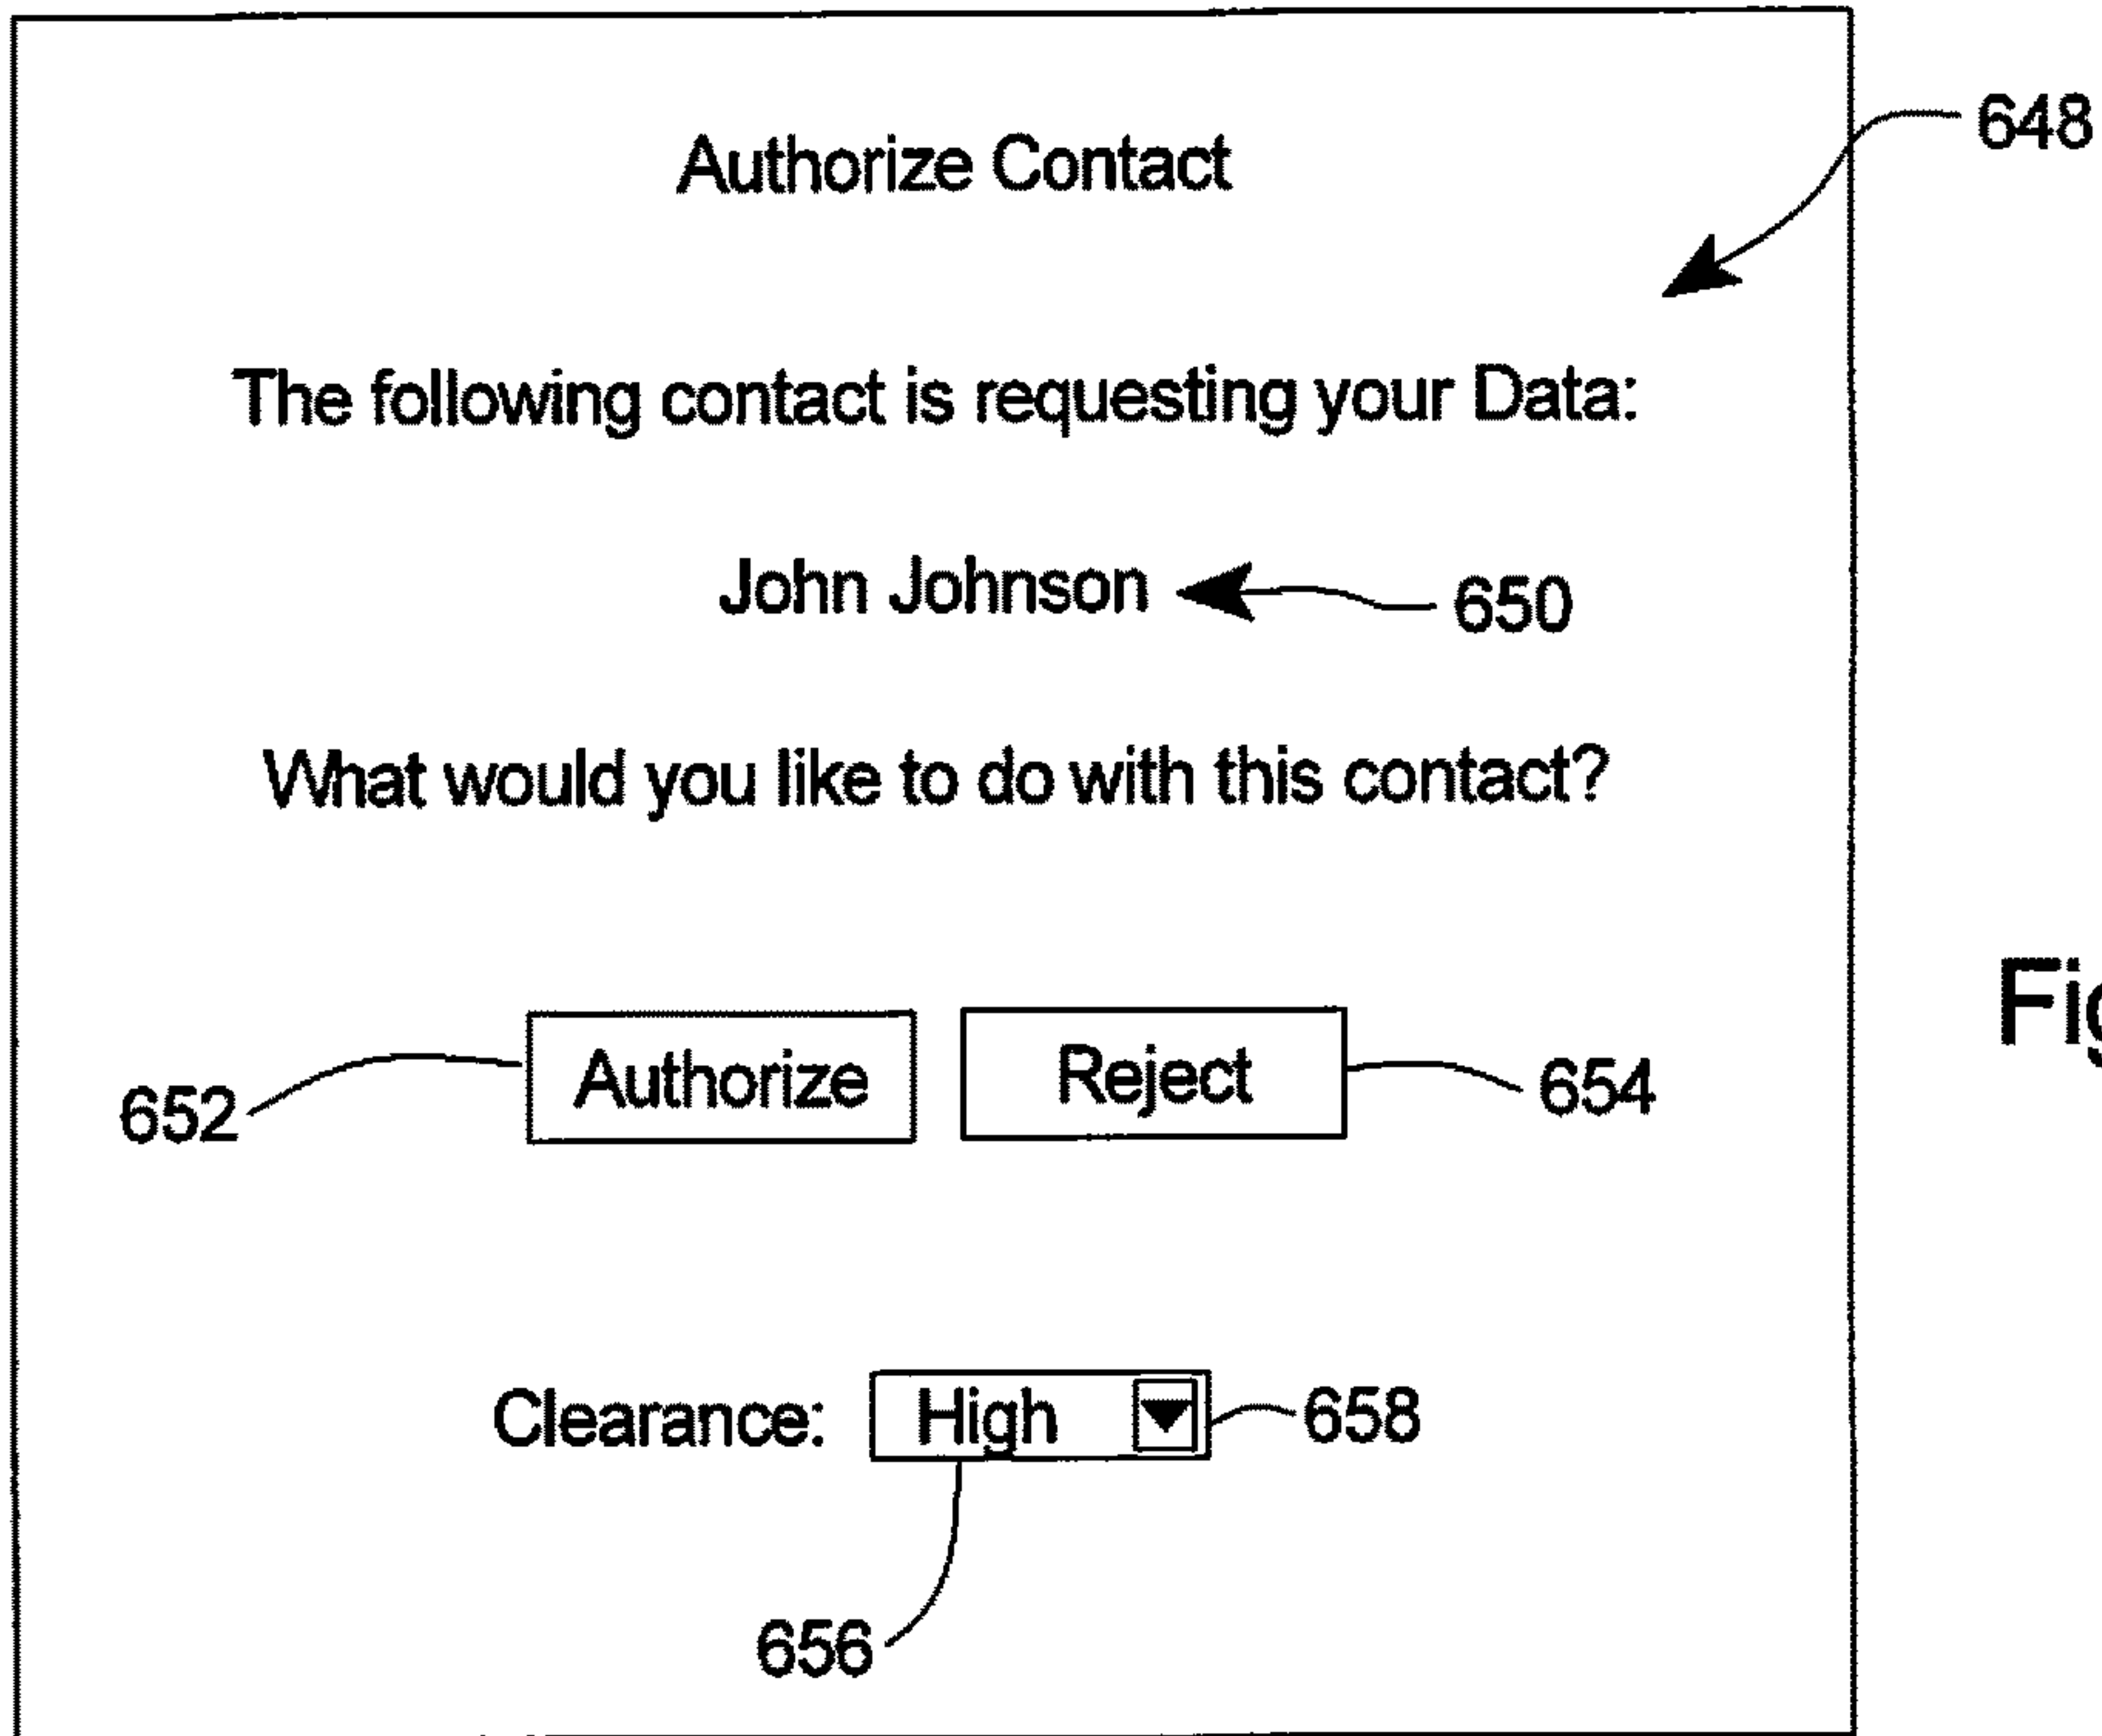 Authorize Contact
648
The following contact is requesting your Data:
John Johnson 650
What would you like to do with this contact?
652 Authorize Reject 654
Clearance: High 658
656